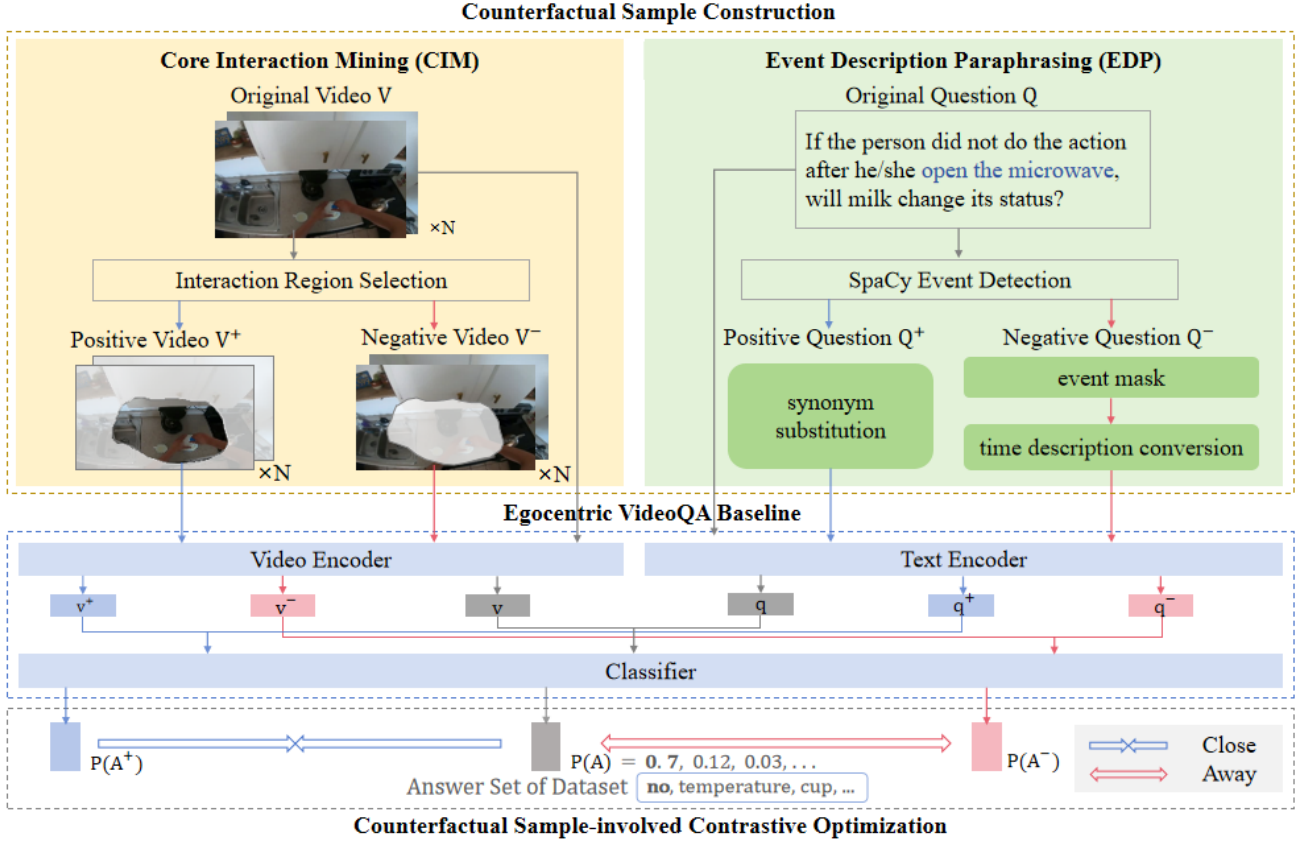 Counterfactual Sample Construction
Core Interaction Mining (CIM)
Original Video V
×N
Interaction Region Selection
Positive Video V⁺
Negative Video V⁻
×N
×N
Event Description Paraphrasing (EDP)
Original Question Q
If the person did not do the action
after he/she open the microwave,
will milk change its status?
SpaCy Event Detection
Positive Question Q⁺
Negative Question Q⁻
synonym
substitution
event mask
time description conversion
Egocentric VideoQA Baseline
Video Encoder
Text Encoder
v⁺
v⁻
v
q
q⁺
q⁻
Classifier
P(A⁺)
P(A) = 0.7, 0.12, 0.03, ...
P(A⁻)
Close
Away
Answer Set of Dataset no, temperature, cup, ...
Counterfactual Sample-involved Contrastive Optimization